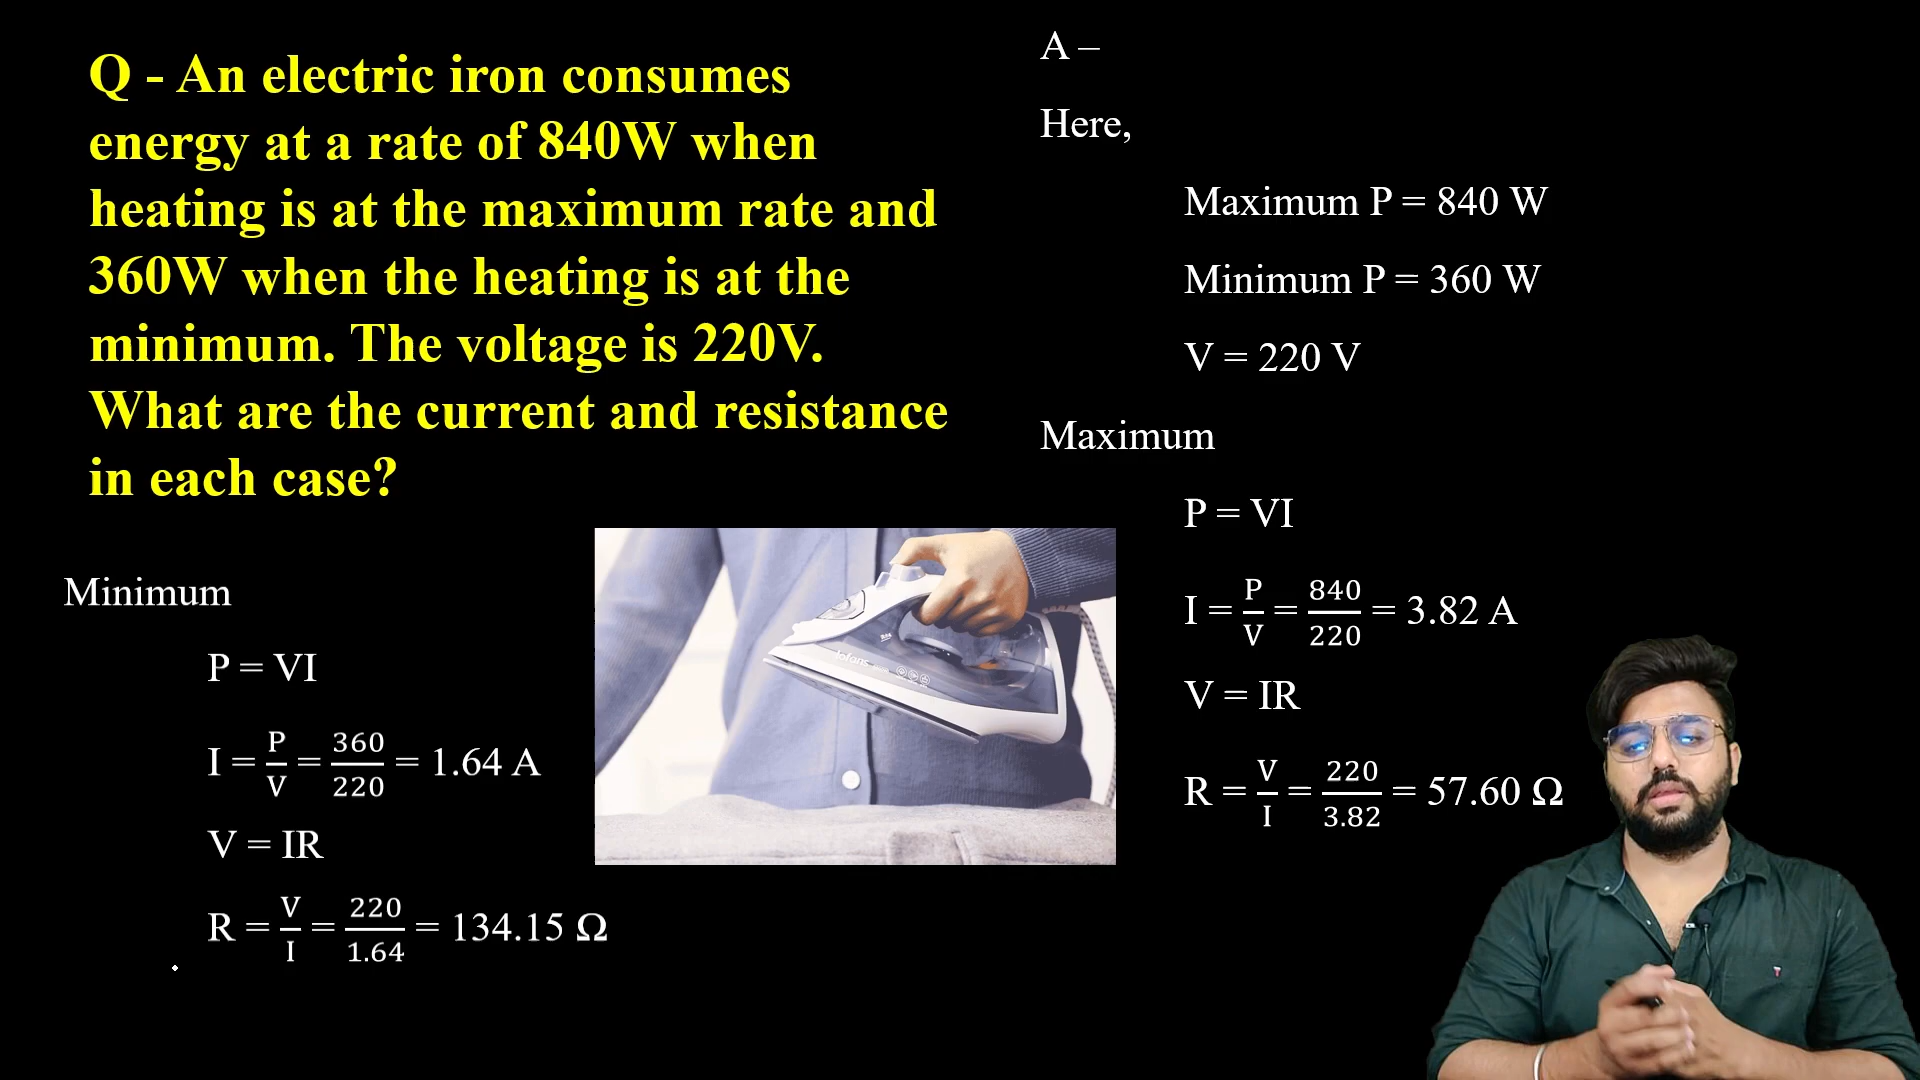 Q - An electric iron consumes
energy at a rate of 840W when
heating is at the maximum rate and
360W when the heating is at the
minimum. The voltage is 220V.
What are the current and resistance
in each case?
A –
Here,
Maximum P = 840 W
Minimum P = 360 W
V = 220 V
Maximum
P = VI
I = P/V = 840/220 = 3.82 A
V = IR
R = V/I = 220/3.82 = 57.60 Ω
Minimum
P = VI
I = P/V = 360/220 = 1.64 A
V = IR
R = V/I = 220/1.64 = 134.15 Ω
lofans